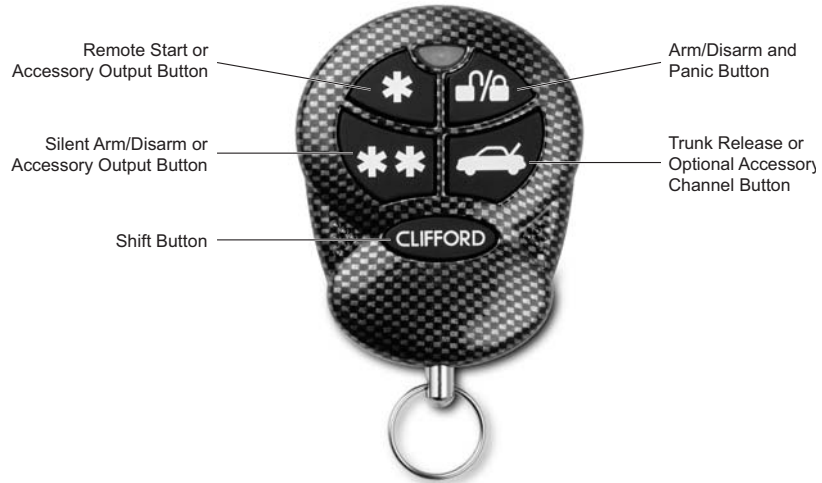 Remote Start or
Accessory Output Button
Arm/Disarm and
Panic Button
Silent Arm/Disarm or
Accessory Output Button
Trunk Release or
Optional Accessory
Channel Button
Shift Button
CLIFFORD